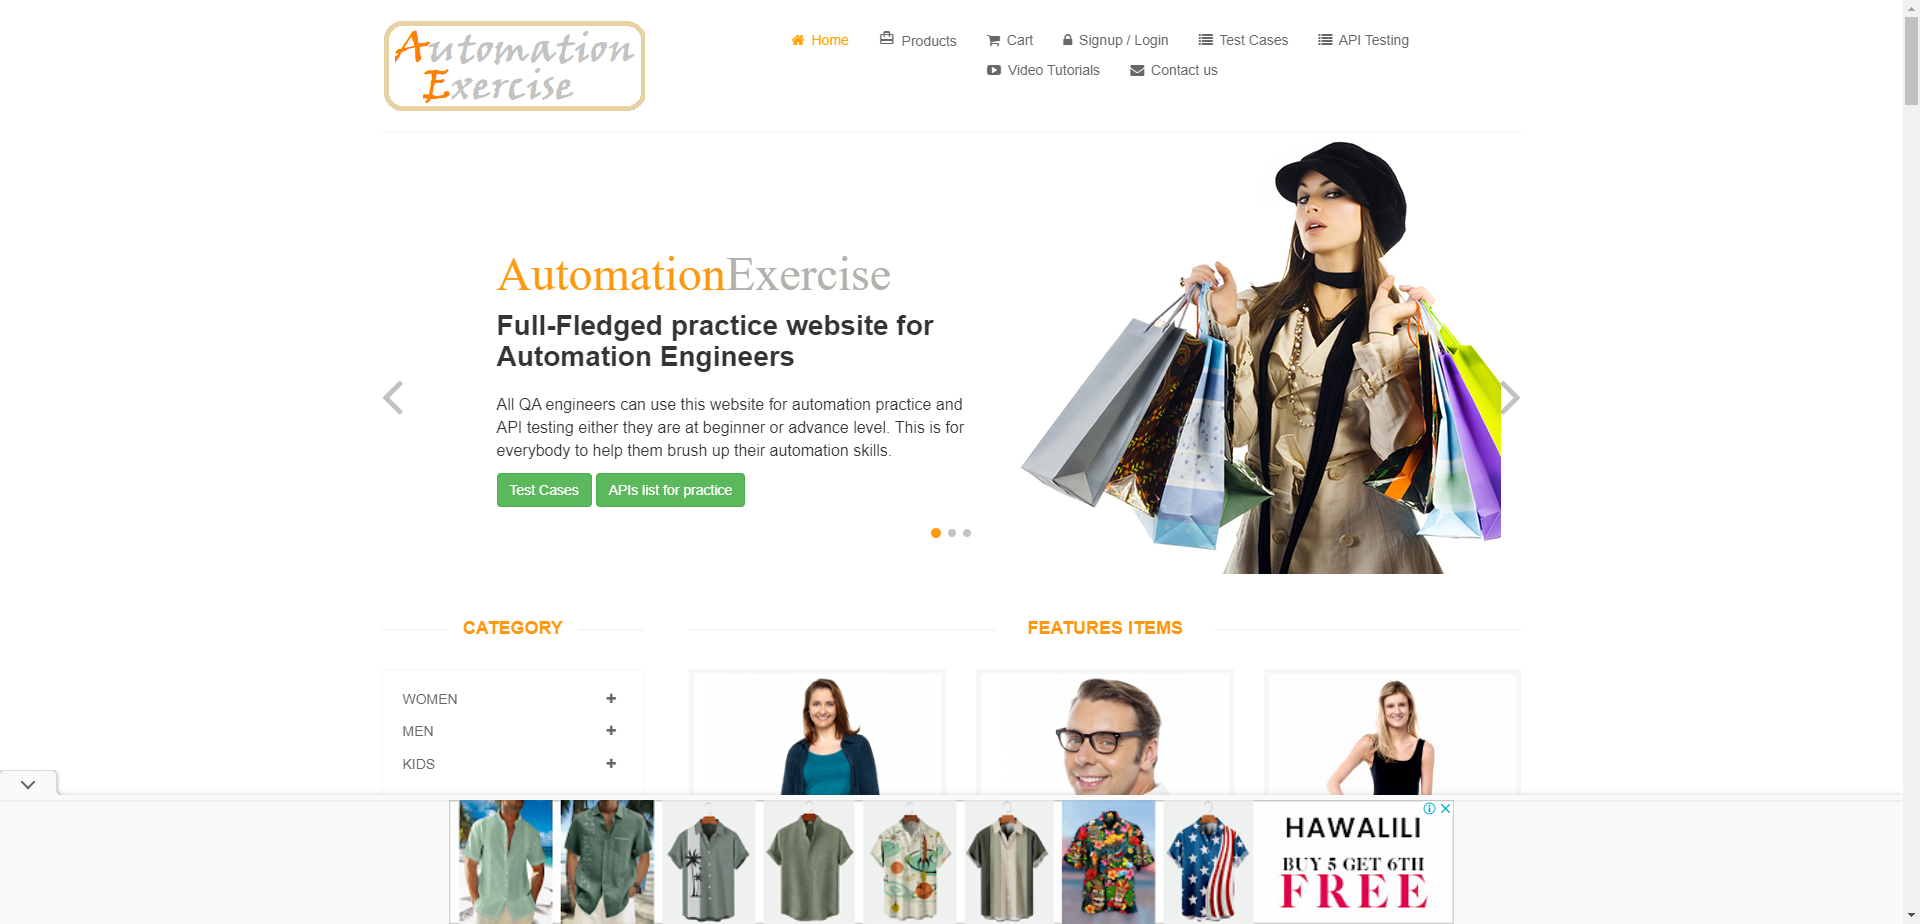 Automation
Exercise
Home Products Cart Signup / Login Test Cases API Testing
Video Tutorials Contact us
AutomationExercise
Full-Fledged practice website for
Automation Engineers
All QA engineers can use this website for automation practice and
API testing either they are at beginner or advance level. This is for
everybody to help them brush up their automation skills.
Test Cases APIs list for practice
CATEGORY
FEATURES ITEMS
WOMEN
MEN
KIDS
HAWALILI
BUY 5 GET 6TH
FREE